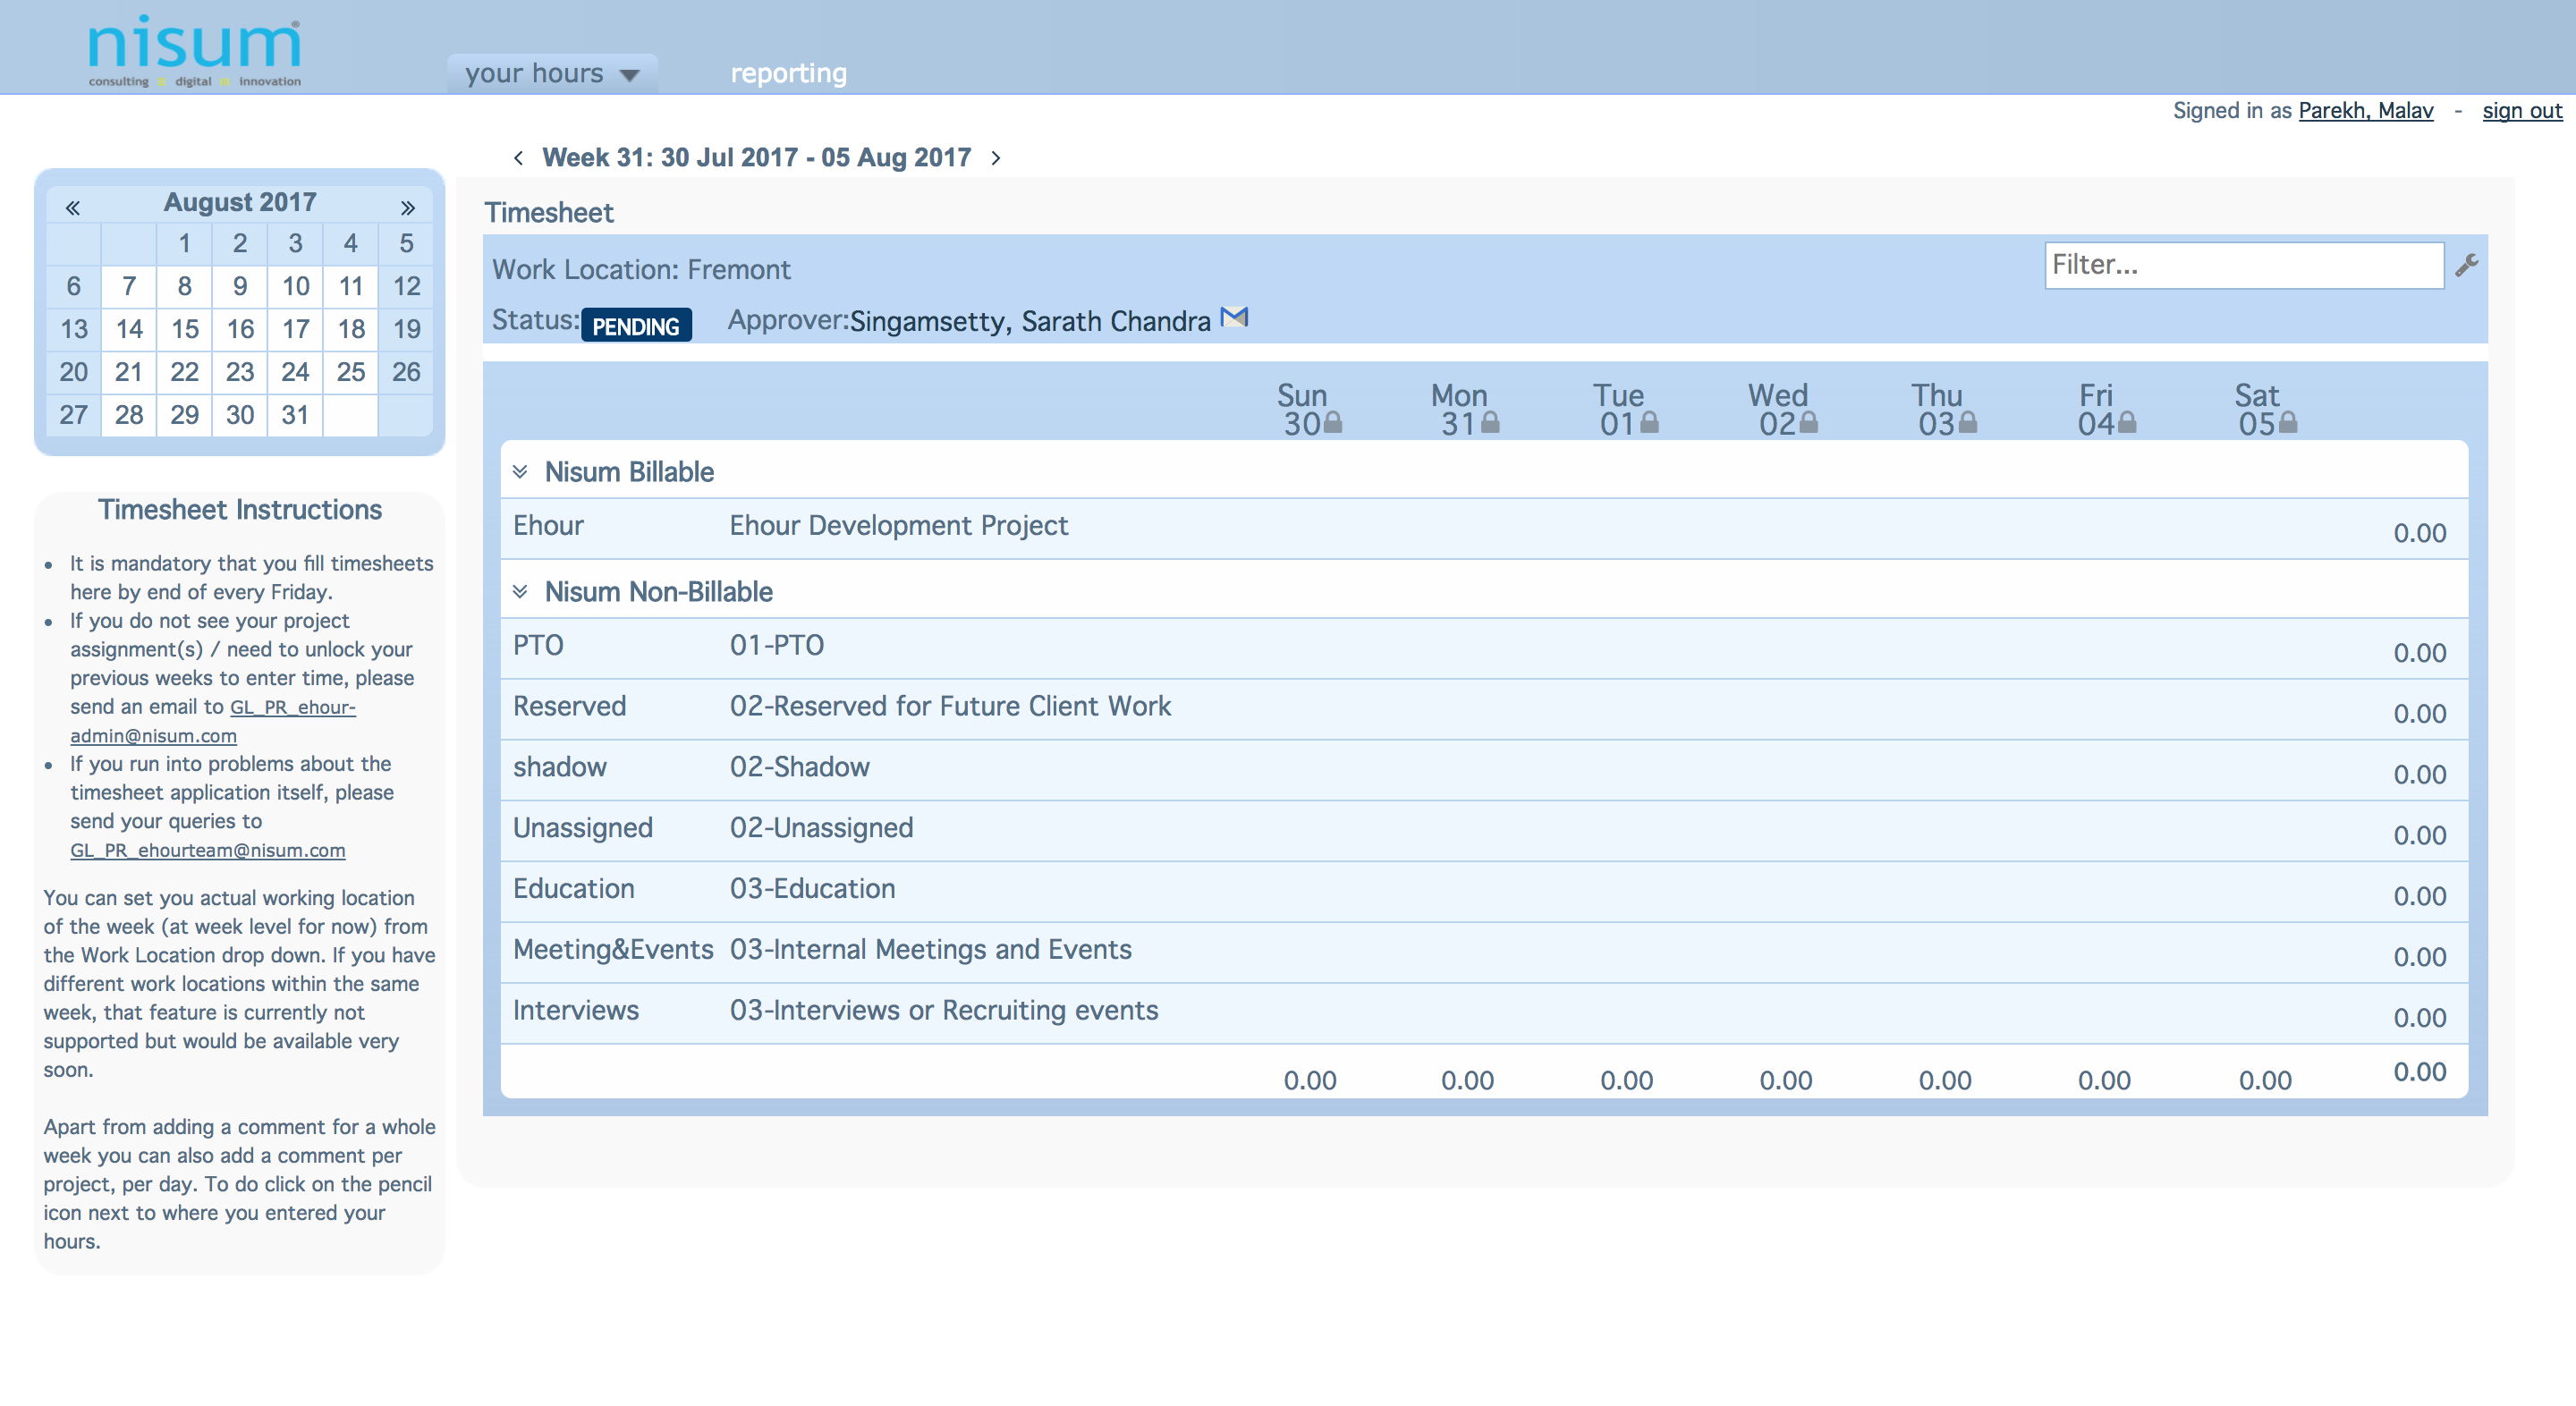 nisum®
consulting digital innovation
your hours
reporting
Signed in as Parekh, Malav - sign out
< Week 31: 30 Jul 2017 - 05 Aug 2017 >
« August 2017 »
1 2 3 4 5
6 7 8 9 10 11 12
13 14 15 16 17 18 19
20 21 22 23 24 25 26
27 28 29 30 31
Timesheet Instructions
• It is mandatory that you fill timesheets
here by end of every Friday.
• If you do not see your project
assignment(s) / need to unlock your
previous weeks to enter time, please
send an email to GL_PR_ehour-
admin@nisum.com
• If you run into problems about the
timesheet application itself, please
send your queries to
GL_PR_ehourteam@nisum.com
You can set you actual working location
of the week (at week level for now) from
the Work Location drop down. If you have
different work locations within the same
week, that feature is currently not
supported but would be available very
soon.
Apart from adding a comment for a whole
week you can also add a comment per
project, per day. To do click on the pencil
icon next to where you entered your
hours.
Timesheet
Work Location: Fremont
Filter...
Status: PENDING Approver:Singamsetty, Sarath Chandra
Sun Mon Tue Wed Thu Fri Sat
30 31 01 02 03 04 05
Nisum Billable
Ehour Ehour Development Project 0.00
Nisum Non-Billable
PTO 01-PTO 0.00
Reserved 02-Reserved for Future Client Work 0.00
shadow 02-Shadow 0.00
Unassigned 02-Unassigned 0.00
Education 03-Education 0.00
Meeting&Events 03-Internal Meetings and Events 0.00
Interviews 03-Interviews or Recruiting events 0.00
0.00 0.00 0.00 0.00 0.00 0.00 0.00 0.00